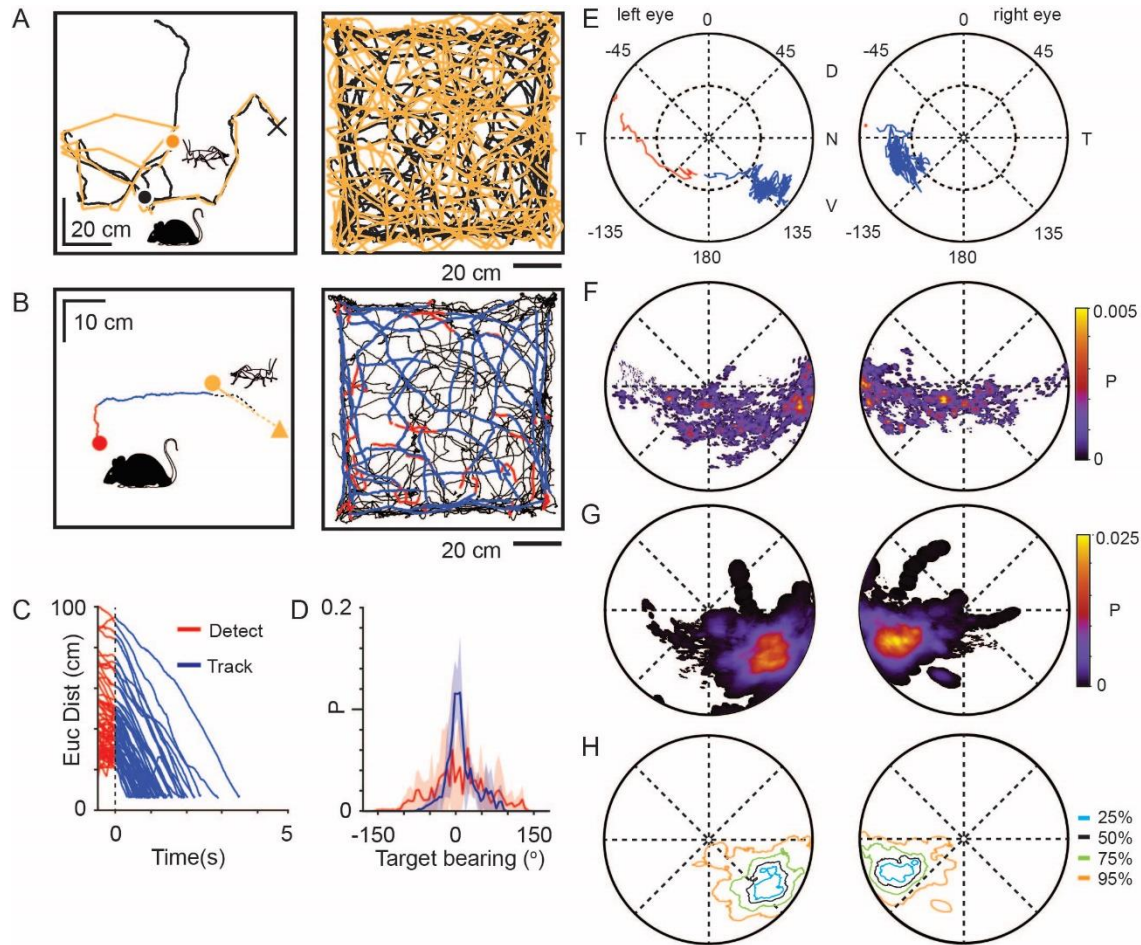 A
20 cm
20 cm
B
10 cm
20 cm
C
100
Euc Dist (cm)
0
0
5
Time(s)
Detect
Track
D
0.2
P
0
-150
0
150
Target bearing (°)
E
left eye
0
-45
45
D
T
N
V
-135
135
180
right eye
0
-45
45
T
-135
135
180
F
0.005
P
0
G
0.025
P
0
H
25%
50%
75%
95%